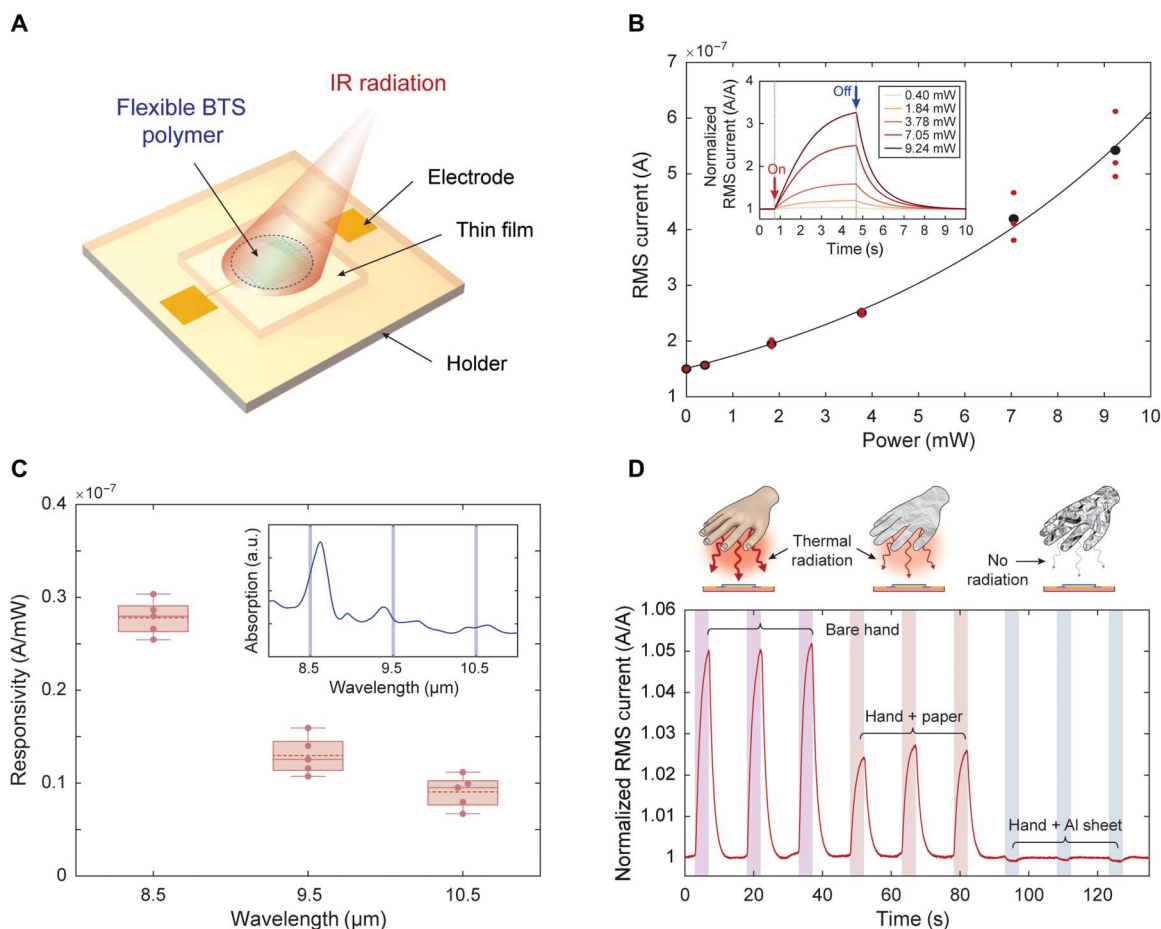 A
IR radiation
Flexible BTS
polymer
Electrode
Thin film
Holder
B
×10⁻⁷
7
6
5
4
3
2
1
RMS current (A)
0 1 2 3 4 5 6 7 8 9 10
Power (mW)
Normalized
RMS current (A/A)
4
3
2
1
On
Off
0.40 mW
1.84 mW
3.78 mW
7.05 mW
9.24 mW
0 1 2 3 4 5 6 7 8 9 10
Time (s)
C
×10⁻⁷
0.4
0.3
0.2
0.1
0
Responsivity (A/mW)
8.5 9.5 10.5
Wavelength (μm)
Absorption (a.u.)
8.5 9.5 10.5
Wavelength (μm)
D
Thermal
radiation
No
radiation
1.06
1.05
1.04
1.03
1.02
1.01
1
Normalized RMS current (A/A)
Bare hand
Hand + paper
Hand + Al sheet
0 20 40 60 80 100 120
Time (s)